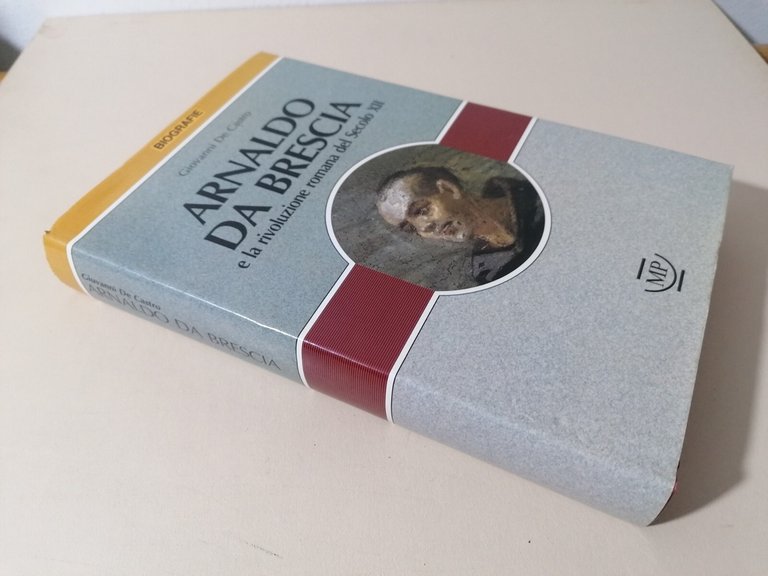 BIOGRAFIE
Giovanni De Castro
ARNALDO
DA BRESCIA
e la rivoluzione romana del Secolo XII
MP
Giovanni De Castro
ARNALDO DA BRESCIA